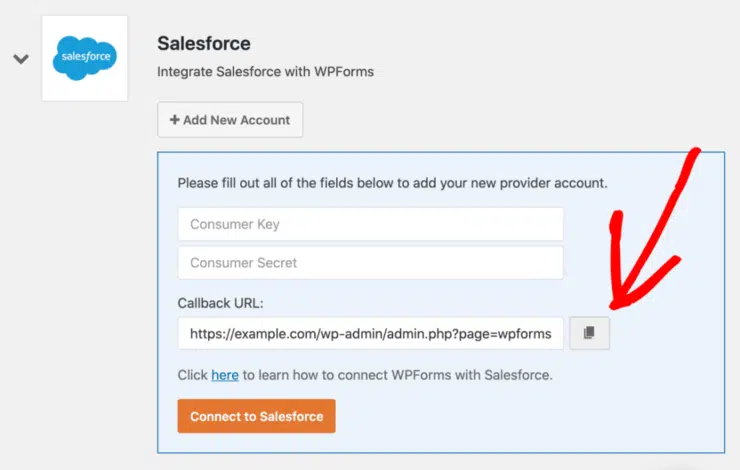 salesforce
Salesforce
Integrate Salesforce with WPForms
+ Add New Account
Please fill out all of the fields below to add your new provider account.
Consumer Key
Consumer Secret
Callback URL:
https://example.com/wp-admin/admin.php?page=wpforms
Click here to learn how to connect WPForms with Salesforce.
Connect to Salesforce